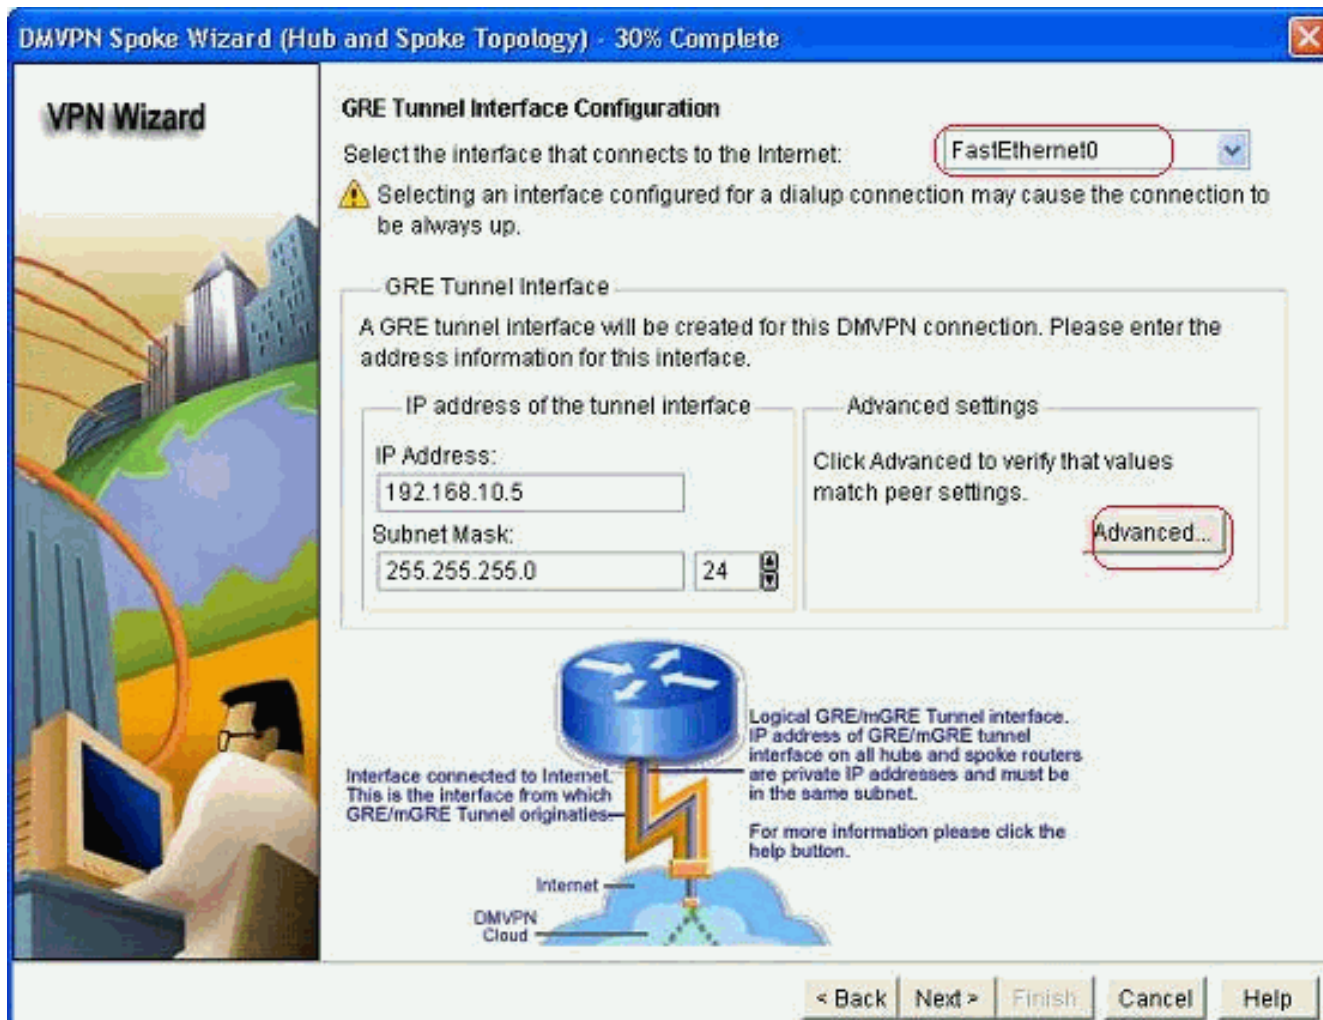 DMVPN Spoke Wizard (Hub and Spoke Topology) - 30% Complete
VPN Wizard
GRE Tunnel Interface Configuration
Select the interface that connects to the Internet:
FastEthernet0
Selecting an interface configured for a dialup connection may cause the connection to
be always up.
GRE Tunnel Interface
A GRE tunnel interface will be created for this DMVPN connection. Please enter the
address information for this interface.
IP address of the tunnel interface
IP Address:
192.168.10.5
Subnet Mask:
255.255.255.0
24
Advanced settings
Click Advanced to verify that values
match peer settings.
Advanced...
Interface connected to Internet.
This is the interface from which
GRE/mGRE Tunnel originaties
Logical GRE/mGRE Tunnel interface.
IP address of GRE/mGRE tunnel
interface on all hubs and spoke routers
are private IP addresses and must be
in the same subnet.
For more information please click the
help button.
Internet
DMVPN
Cloud
< Back
Next >
Finish
Cancel
Help